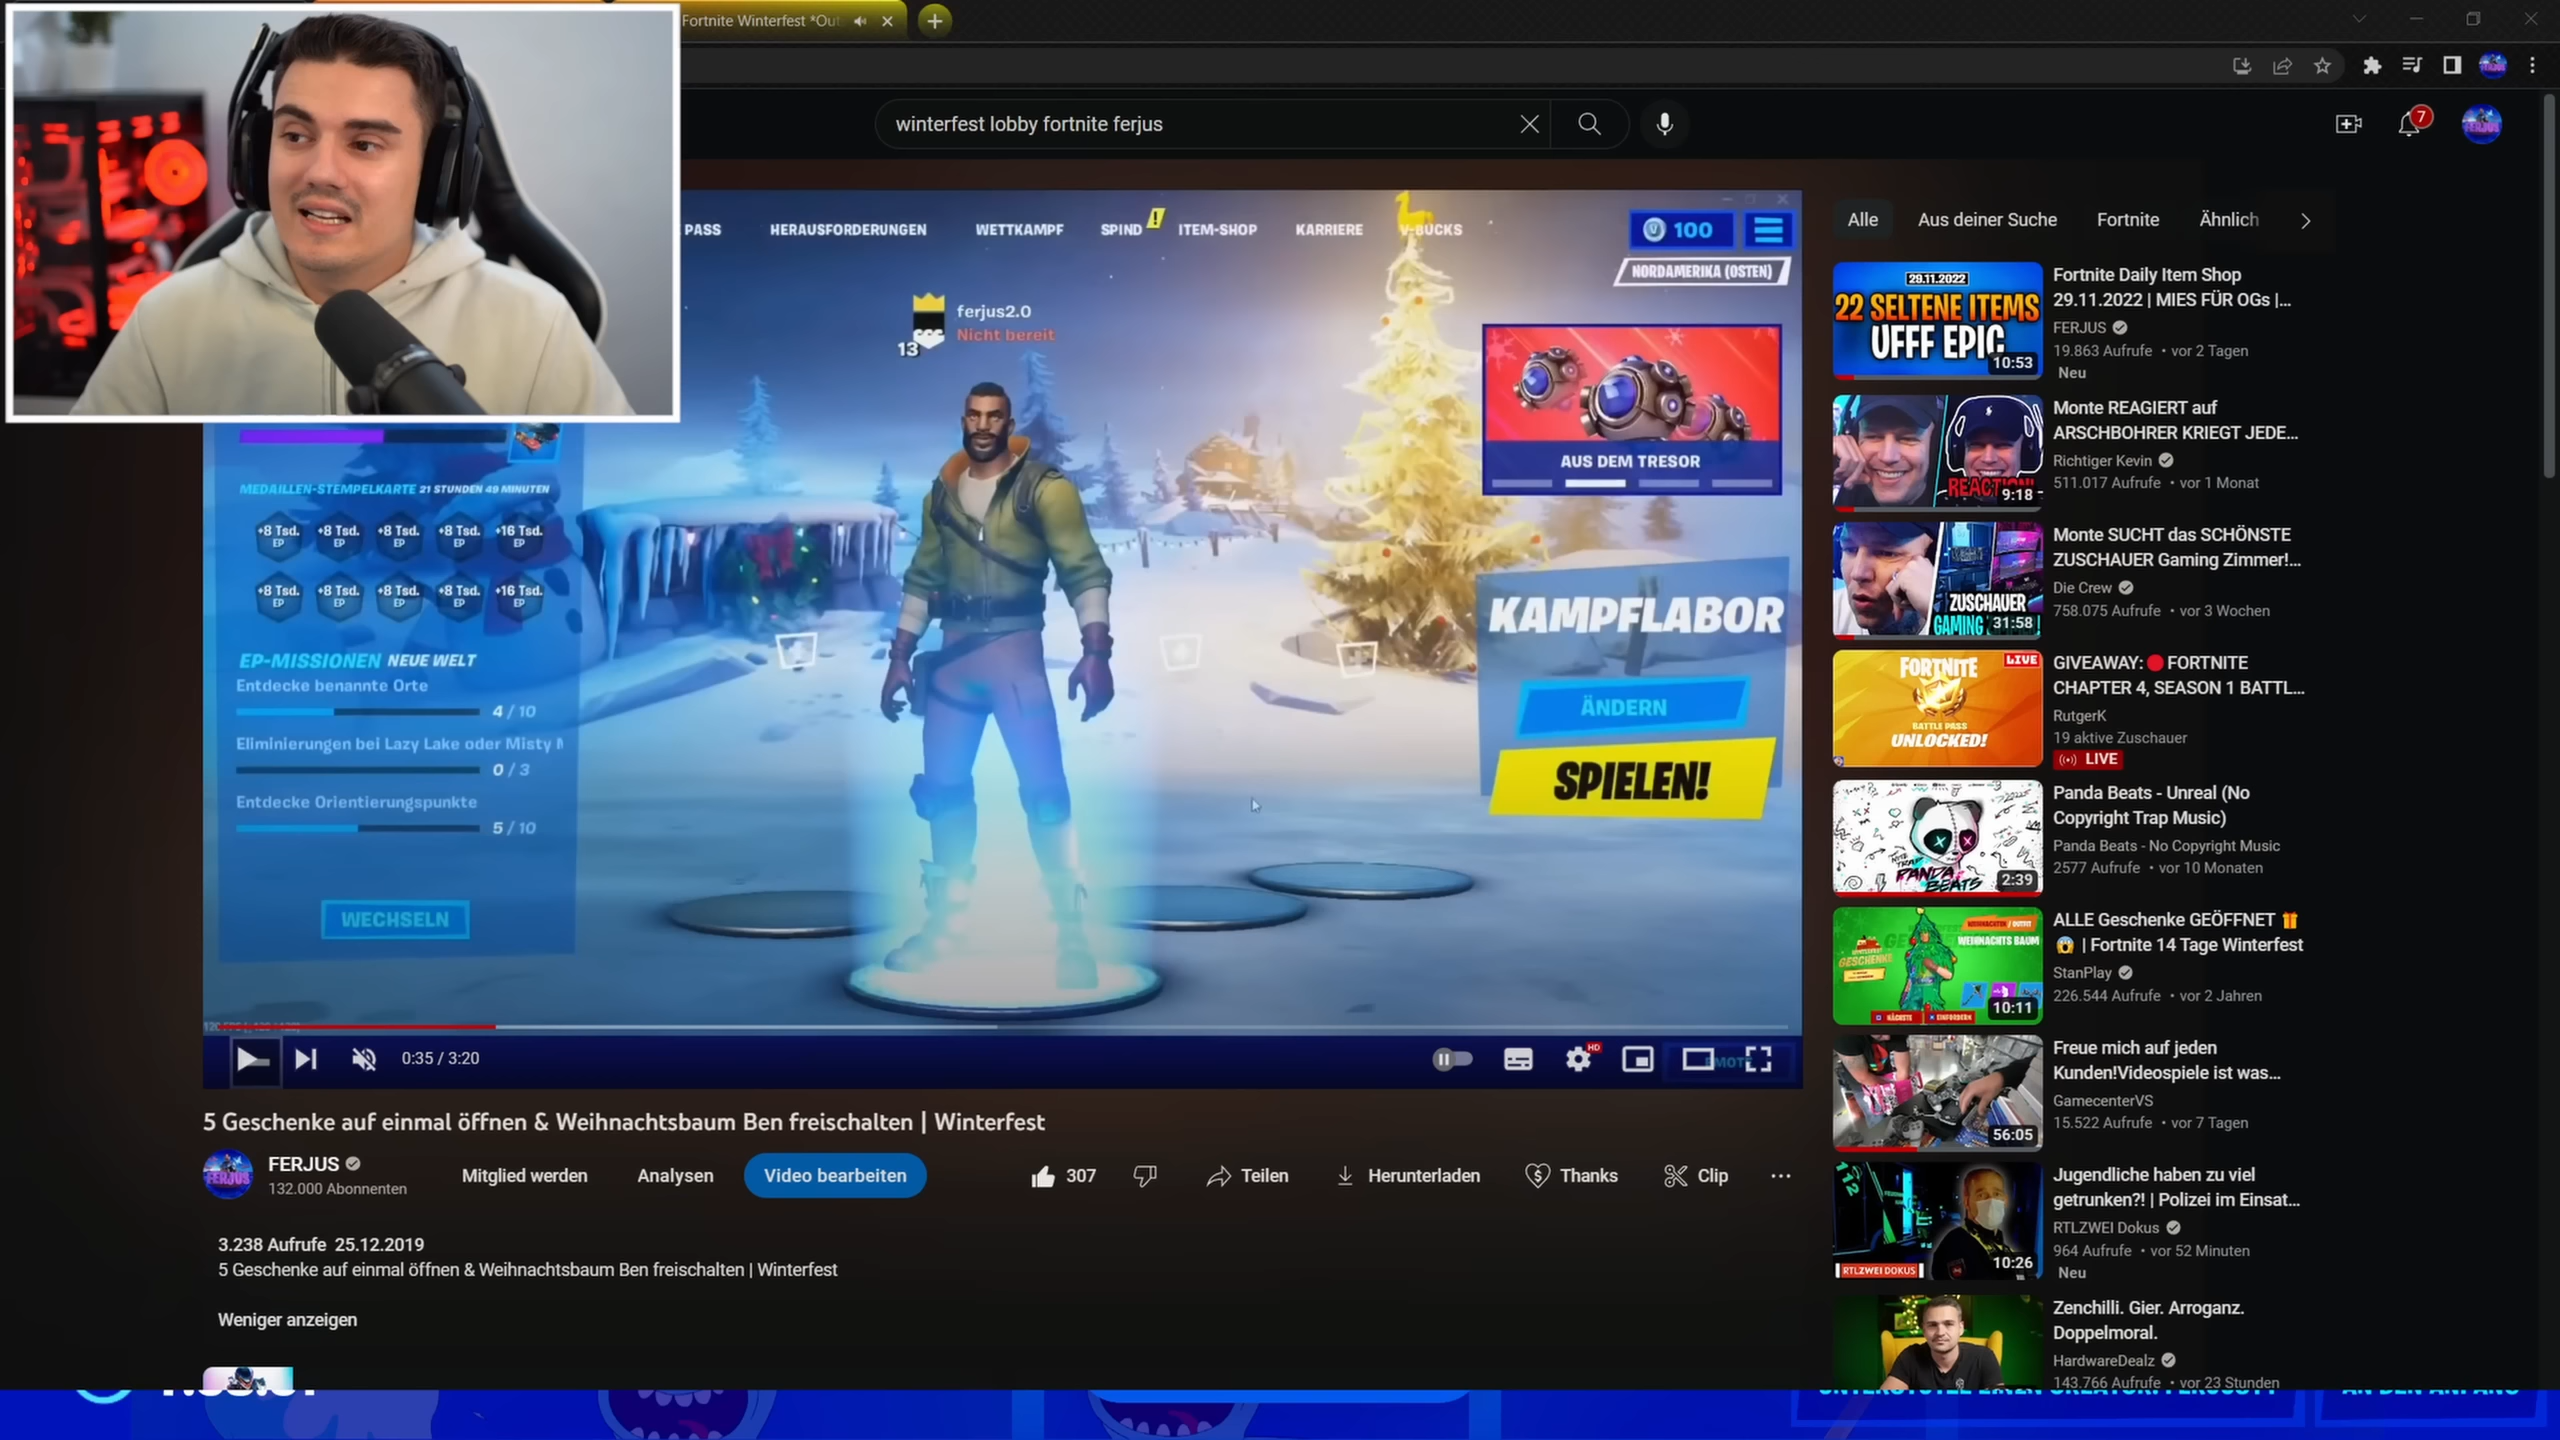 Fortnite Winterfest *Out
winterfest lobby fortnite ferjus
7
PASS
HERAUSFORDERUNGEN
WETTKAMPF
SPIND
ITEM-SHOP
KARRIERE
V-BUCKS
100
NORDAMERIKA (OSTEN)
ferjus2.0
Nicht bereit
13
AUS DEM TRESOR
MEDAILLEN-STEMPELKARTE 21 STUNDEN 49 MINUTEN
+8 Tsd. EP +8 Tsd. EP +8 Tsd. EP +8 Tsd. EP +16 Tsd. EP
+8 Tsd. EP +8 Tsd. EP +8 Tsd. EP +8 Tsd. EP +16 Tsd. EP
EP-MISSIONEN NEUE WELT
Entdecke benannte Orte
4 / 10
Eliminierungen bei Lazy Lake oder Misty
0 / 3
Entdecke Orientierungspunkte
5 / 10
WECHSELN
KAMPFLABOR
ÄNDERN
SPIELEN!
0:35 / 3:20
HD
5 Geschenke auf einmal öffnen & Weihnachtsbaum Ben freischalten | Winterfest
FERJUS
132.000 Abonnenten
Mitglied werden
Analysen
Video bearbeiten
307
Teilen
Herunterladen
Thanks
Clip
3.238 Aufrufe 25.12.2019
5 Geschenke auf einmal öffnen & Weihnachtsbaum Ben freischalten | Winterfest
Weniger anzeigen
Alle
Aus deiner Suche
Fortnite
Ähnlich
29.11.2022
22 SELTENE ITEMS
UFFF EPIC
10:53
Fortnite Daily Item Shop
29.11.2022 | MIES FÜR OGs |...
FERJUS
19.863 Aufrufe • vor 2 Tagen
Neu
REACTION!
9:18
Monte REAGIERT auf
ARSCHBOHRER KRIEGT JEDE...
Richtiger Kevin
511.017 Aufrufe • vor 1 Monat
ZUSCHAUER
GAMING
31:58
Monte SUCHT das SCHÖNSTE
ZUSCHAUER Gaming Zimmer!...
Die Crew
758.075 Aufrufe • vor 3 Wochen
LIVE
FORTNITE
BATTLE PASS
UNLOCKED!
GIVEAWAY: 🔴 FORTNITE
CHAPTER 4, SEASON 1 BATTL...
RutgerK
19 aktive Zuschauer
LIVE
PANDA BEATS
2:39
Panda Beats - Unreal (No
Copyright Trap Music)
Panda Beats - No Copyright Music
2577 Aufrufe • vor 10 Monaten
WEIHNACHTS BAUM
GESCHENKE
10:11
ALLE Geschenke GEÖFFNET 🎁
😱 | Fortnite 14 Tage Winterfest
StanPlay
226.544 Aufrufe • vor 2 Jahren
56:05
Freue mich auf jeden
Kunden!Videospiele ist was...
GamecenterVS
15.522 Aufrufe • vor 7 Tagen
112
RTLZWEI DOKUS
10:26
Jugendliche haben zu viel
getrunken?! | Polizei im Einsat...
RTLZWEI Dokus
964 Aufrufe • vor 52 Minuten
Neu
Zenchilli. Gier. Arroganz.
Doppelmoral.
HardwareDealz
143.766 Aufrufe • vor 23 Stunden